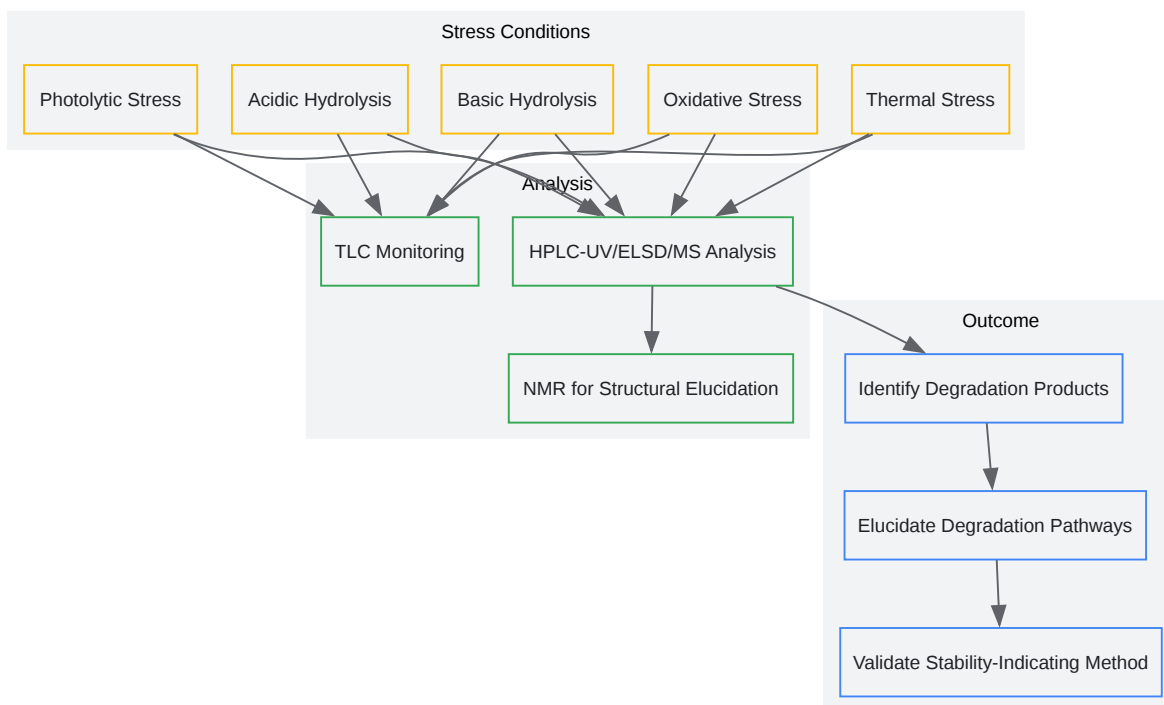 Stress Conditions
Photolytic Stress
Acidic Hydrolysis
Basic Hydrolysis
Oxidative Stress
Thermal Stress
Analysis
TLC Monitoring
HPLC-UV/ELSD/MS Analysis
NMR for Structural Elucidation
Outcome
Identify Degradation Products
Elucidate Degradation Pathways
Validate Stability-Indicating Method